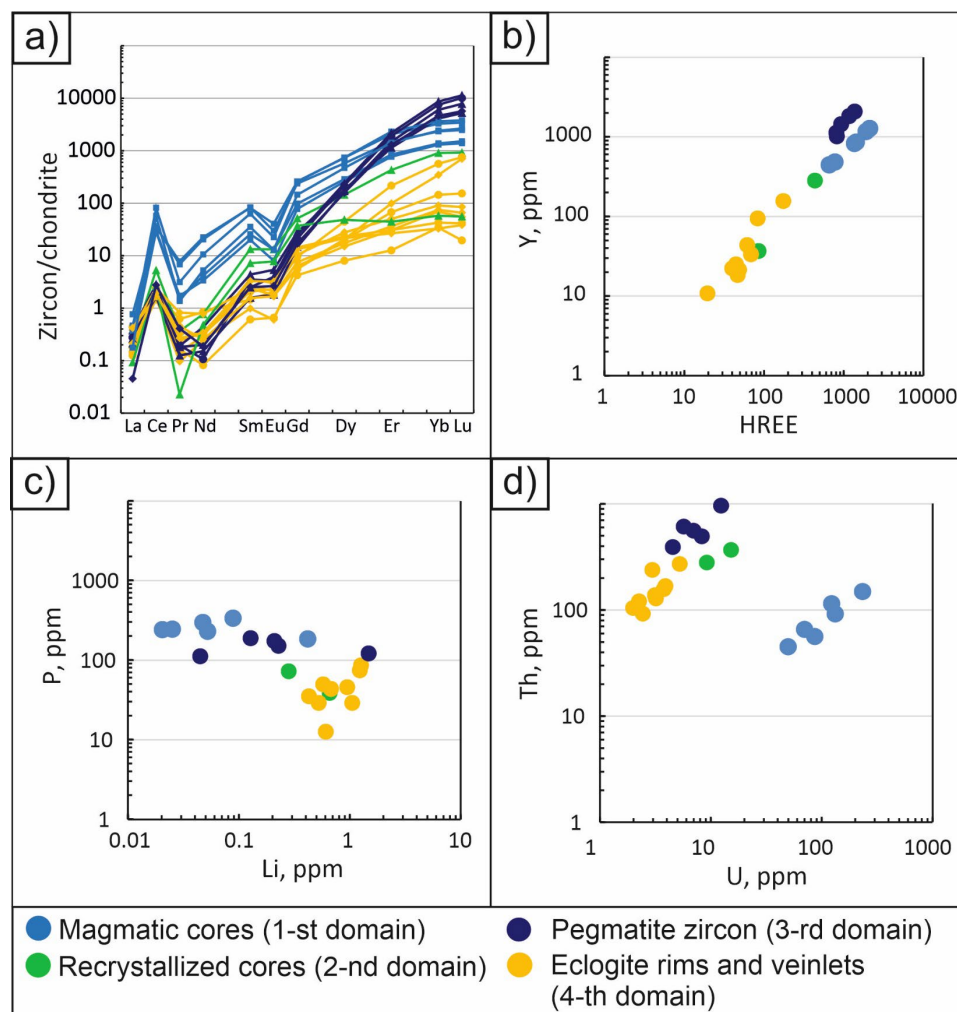 a)
Zircon/chondrite
10000
1000
100
10
1
0.1
0.01
La Ce Pr Nd Sm Eu Gd Dy Er Yb Lu
b)
Y, ppm
1000
100
10
1
1 10 100 1000 10000
HREE
c)
P, ppm
1000
100
10
1
0.01 0.1 1 10
Li, ppm
d)
Th, ppm
1000
100
10
1
1 10 100 1000
U, ppm
Magmatic cores (1-st domain)
Recrystallized cores (2-nd domain)
Pegmatite zircon (3-rd domain)
Eclogite rims and veinlets
(4-th domain)